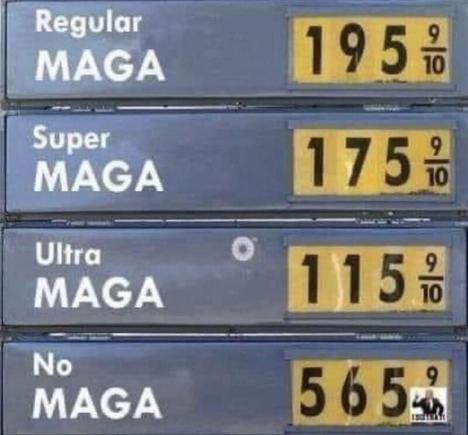 Regular
MAGA
195 9/10
Super
MAGA
175 9/10
Ultra
MAGA
115 9/10
No
MAGA
565 9